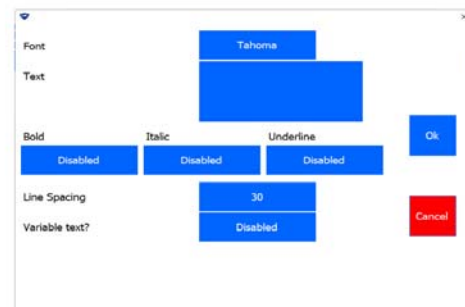 Font Tahoma
Text
Ok
Bold Italic Underline
Disabled Disabled Disabled
Line Spacing 30
Cancel
Variable text? Disabled